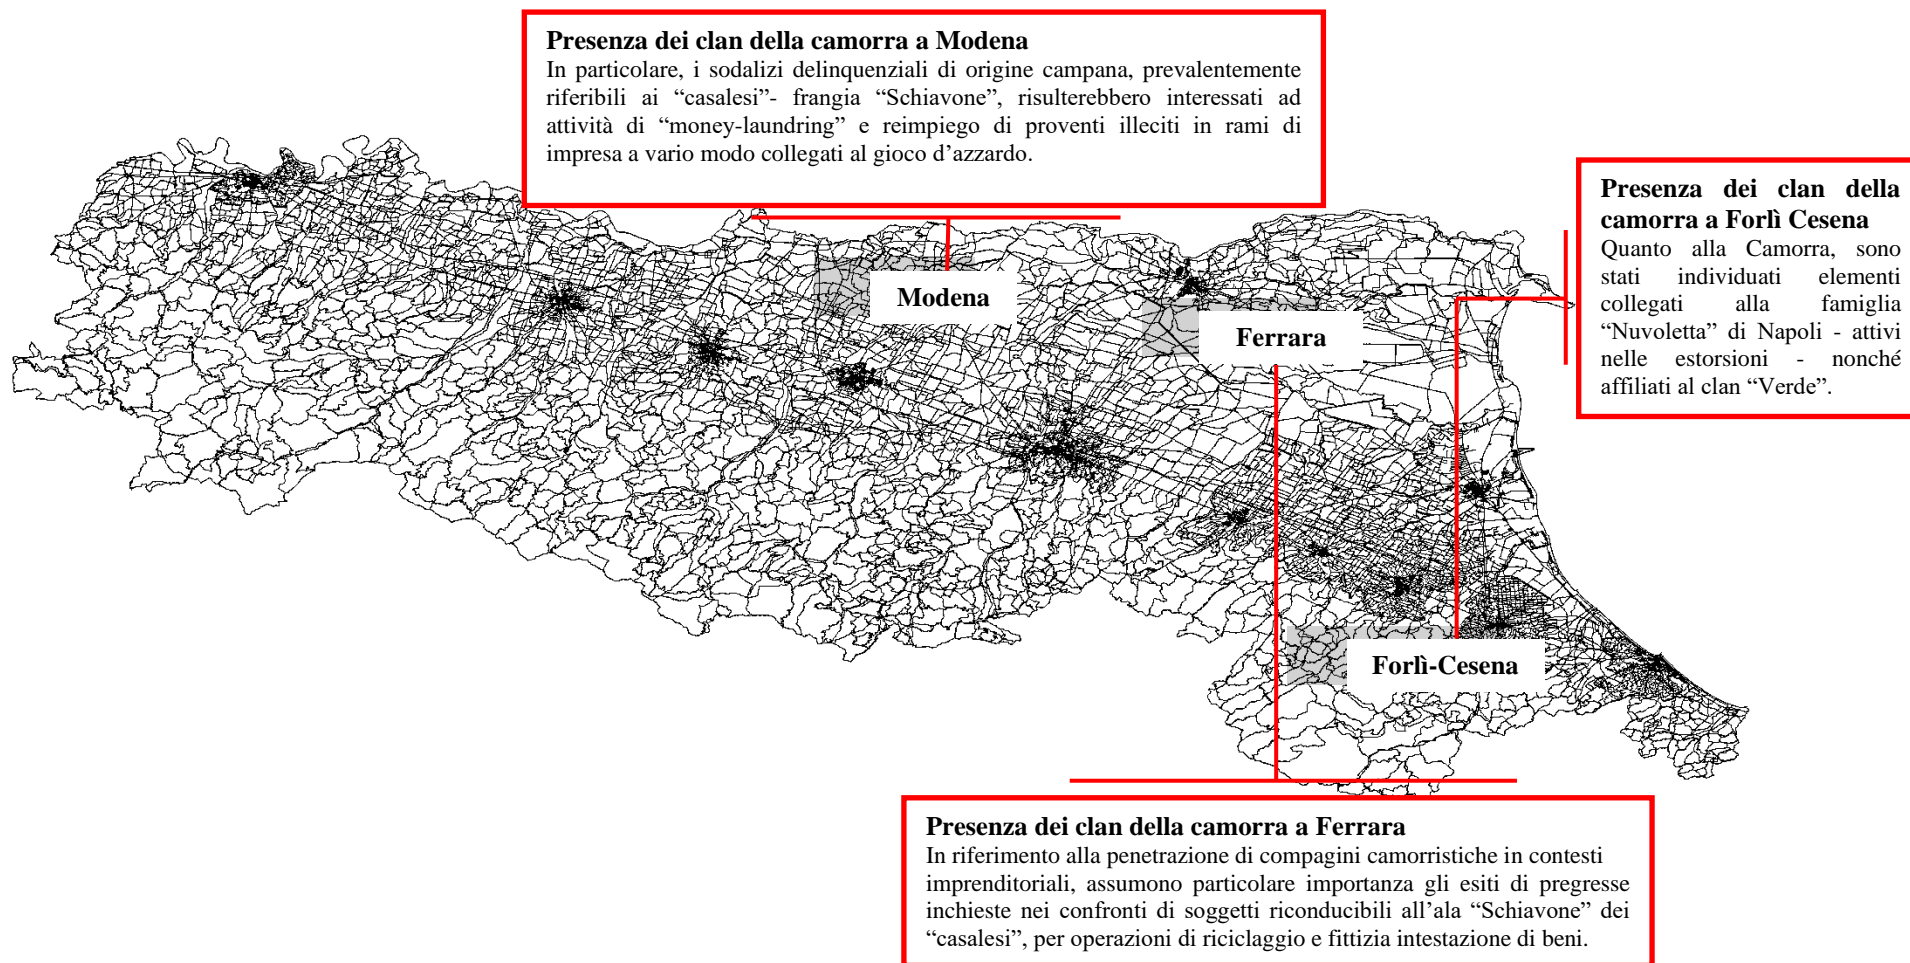 Presenza dei clan della camorra a Modena
In particolare, i sodalizi delinquenziali di origine campana, prevalentemente
riferibili ai “casalesi”- frangia “Schiavone”, risulterebbero interessati ad
attività di “money-laundring” e reimpiego di proventi illeciti in rami di
impresa a vario modo collegati al gioco d’azzardo.
Presenza dei clan della
camorra a Forlì Cesena
Quanto alla Camorra, sono
stati individuati elementi
collegati alla famiglia
“Nuvoletta” di Napoli - attivi
nelle estorsioni - nonché
affiliati al clan “Verde”.
Modena
Ferrara
Forlì-Cesena
Presenza dei clan della camorra a Ferrara
In riferimento alla penetrazione di compagini camorristiche in contesti
imprenditoriali, assumono particolare importanza gli esiti di pregresse
inchieste nei confronti di soggetti riconducibili all’ala “Schiavone” dei
“casalesi”, per operazioni di riciclaggio e fittizia intestazione di beni.